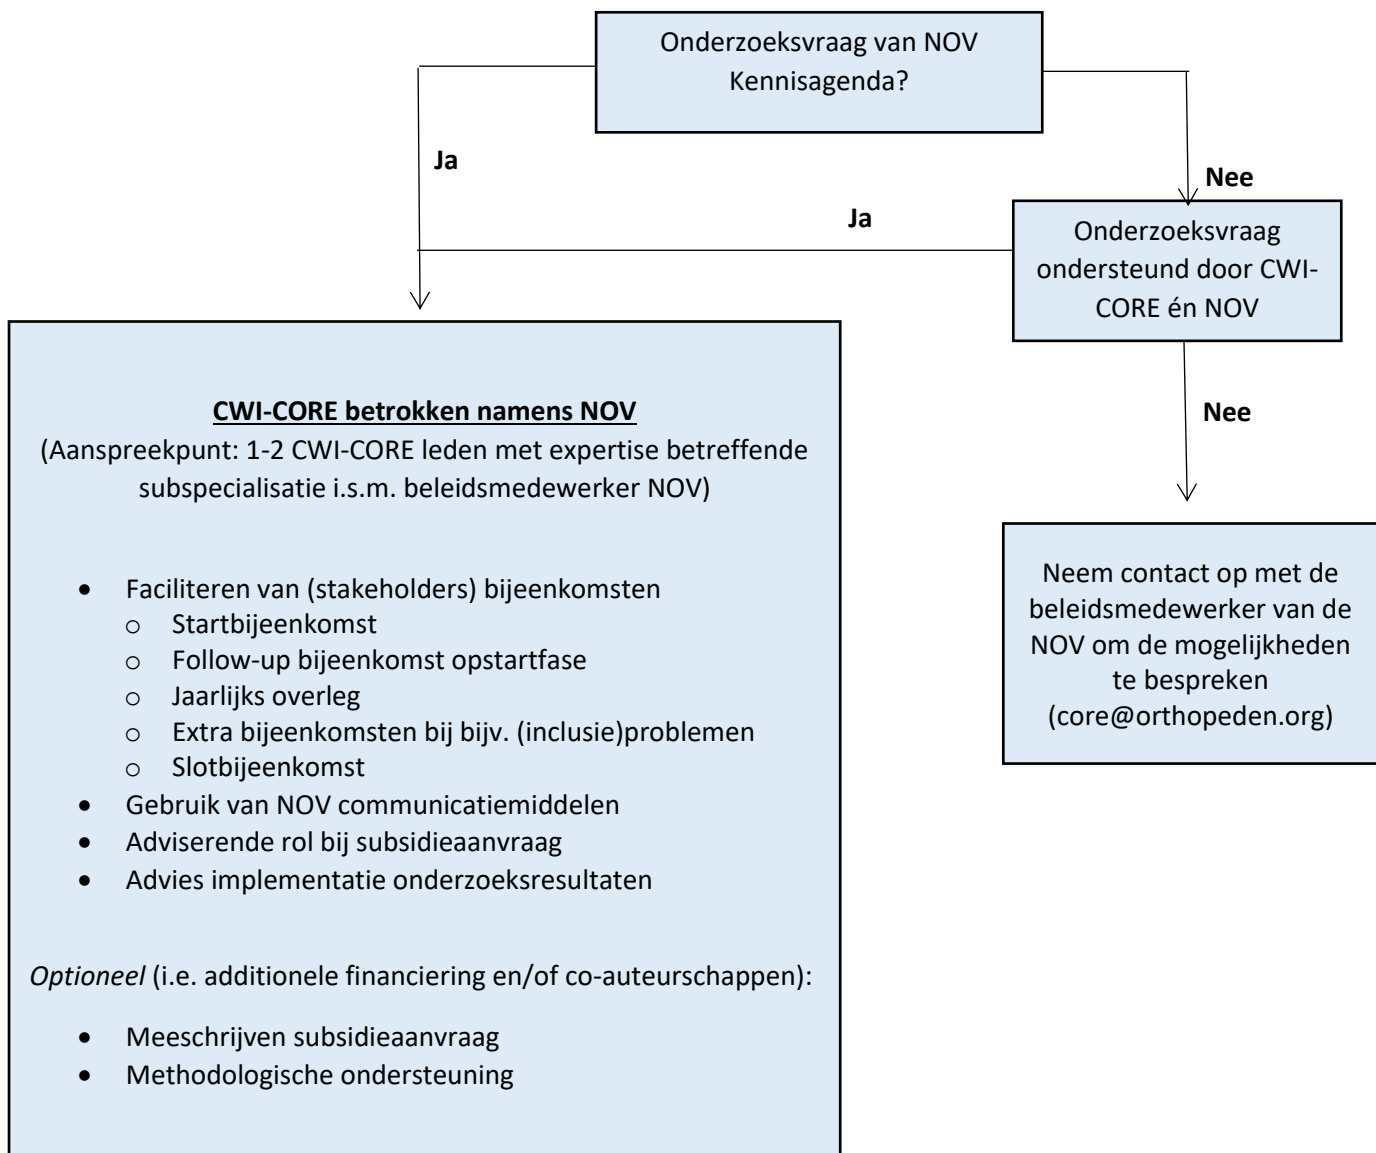 Onderzoeksvraag van NOV
Kennisagenda?
Ja
Nee
Ja
Onderzoeksvraag
ondersteund door CWI-
CORE én NOV
Nee
CWI-CORE betrokken namens NOV
(Aanspreekpunt: 1-2 CWI-CORE leden met expertise betreffende
subspecialisatie i.s.m. beleidsmedewerker NOV)
• Faciliteren van (stakeholders) bijeenkomsten
o Startbijeenkomst
o Follow-up bijeenkomst opstartfase
o Jaarlijks overleg
o Extra bijeenkomsten bij bijv. (inclusie)problemen
o Slotbijeenkomst
• Gebruik van NOV communicatiemiddelen
• Adviserende rol bij subsidieaanvraag
• Advies implementatie onderzoeksresultaten
Optioneel (i.e. additionele financiering en/of co-auteurschappen):
• Meeschrijven subsidieaanvraag
• Methodologische ondersteuning
Neem contact op met de
beleidsmedewerker van de
NOV om de mogelijkheden
te bespreken
(core@orthopeden.org)